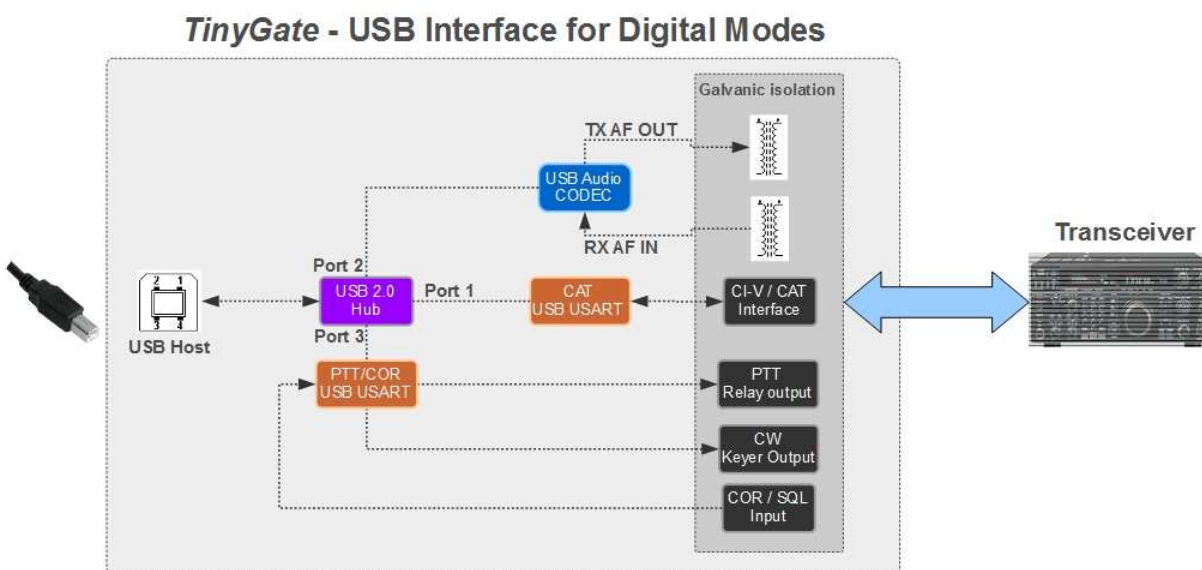 TinyGate - USB Interface for Digital Modes
Galvanic isolation
TX AF OUT
USB Audio
CODEC
RX AF IN
Transceiver
Port 2
2 1
3 4
USB Host
USB 2.0
Hub
Port 1
CAT
USB USART
CI-V / CAT
Interface
Port 3
PTT/COR
USB USART
PTT
Relay output
CW
Keyer Output
COR / SQL
Input